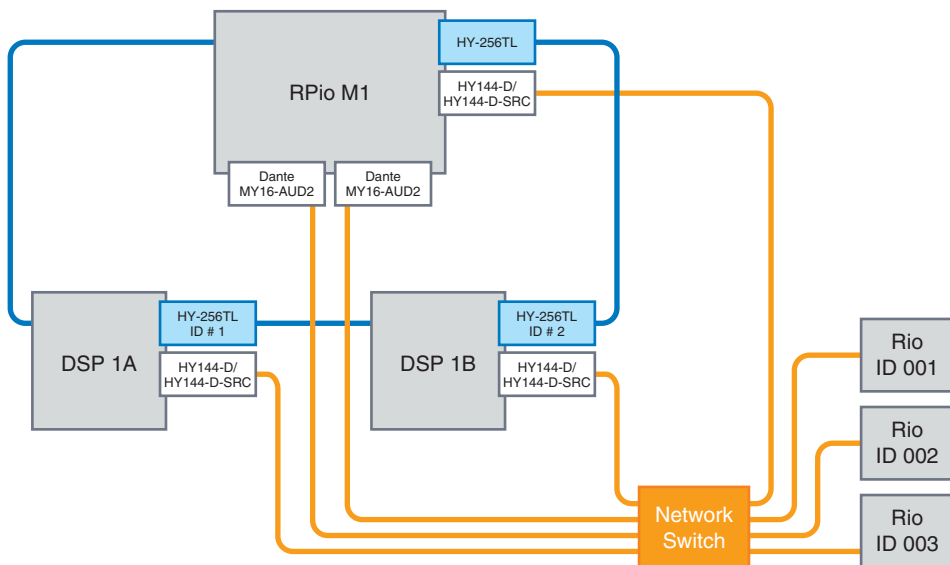 HY-256TL
RPio M1
HY144-D/
HY144-D-SRC
Dante
MY16-AUD2
Dante
MY16-AUD2
DSP 1A
HY-256TL
ID # 1
HY144-D/
HY144-D-SRC
DSP 1B
HY-256TL
ID # 2
HY144-D/
HY144-D-SRC
Rio
ID 001
Rio
ID 002
Network
Switch
Rio
ID 003